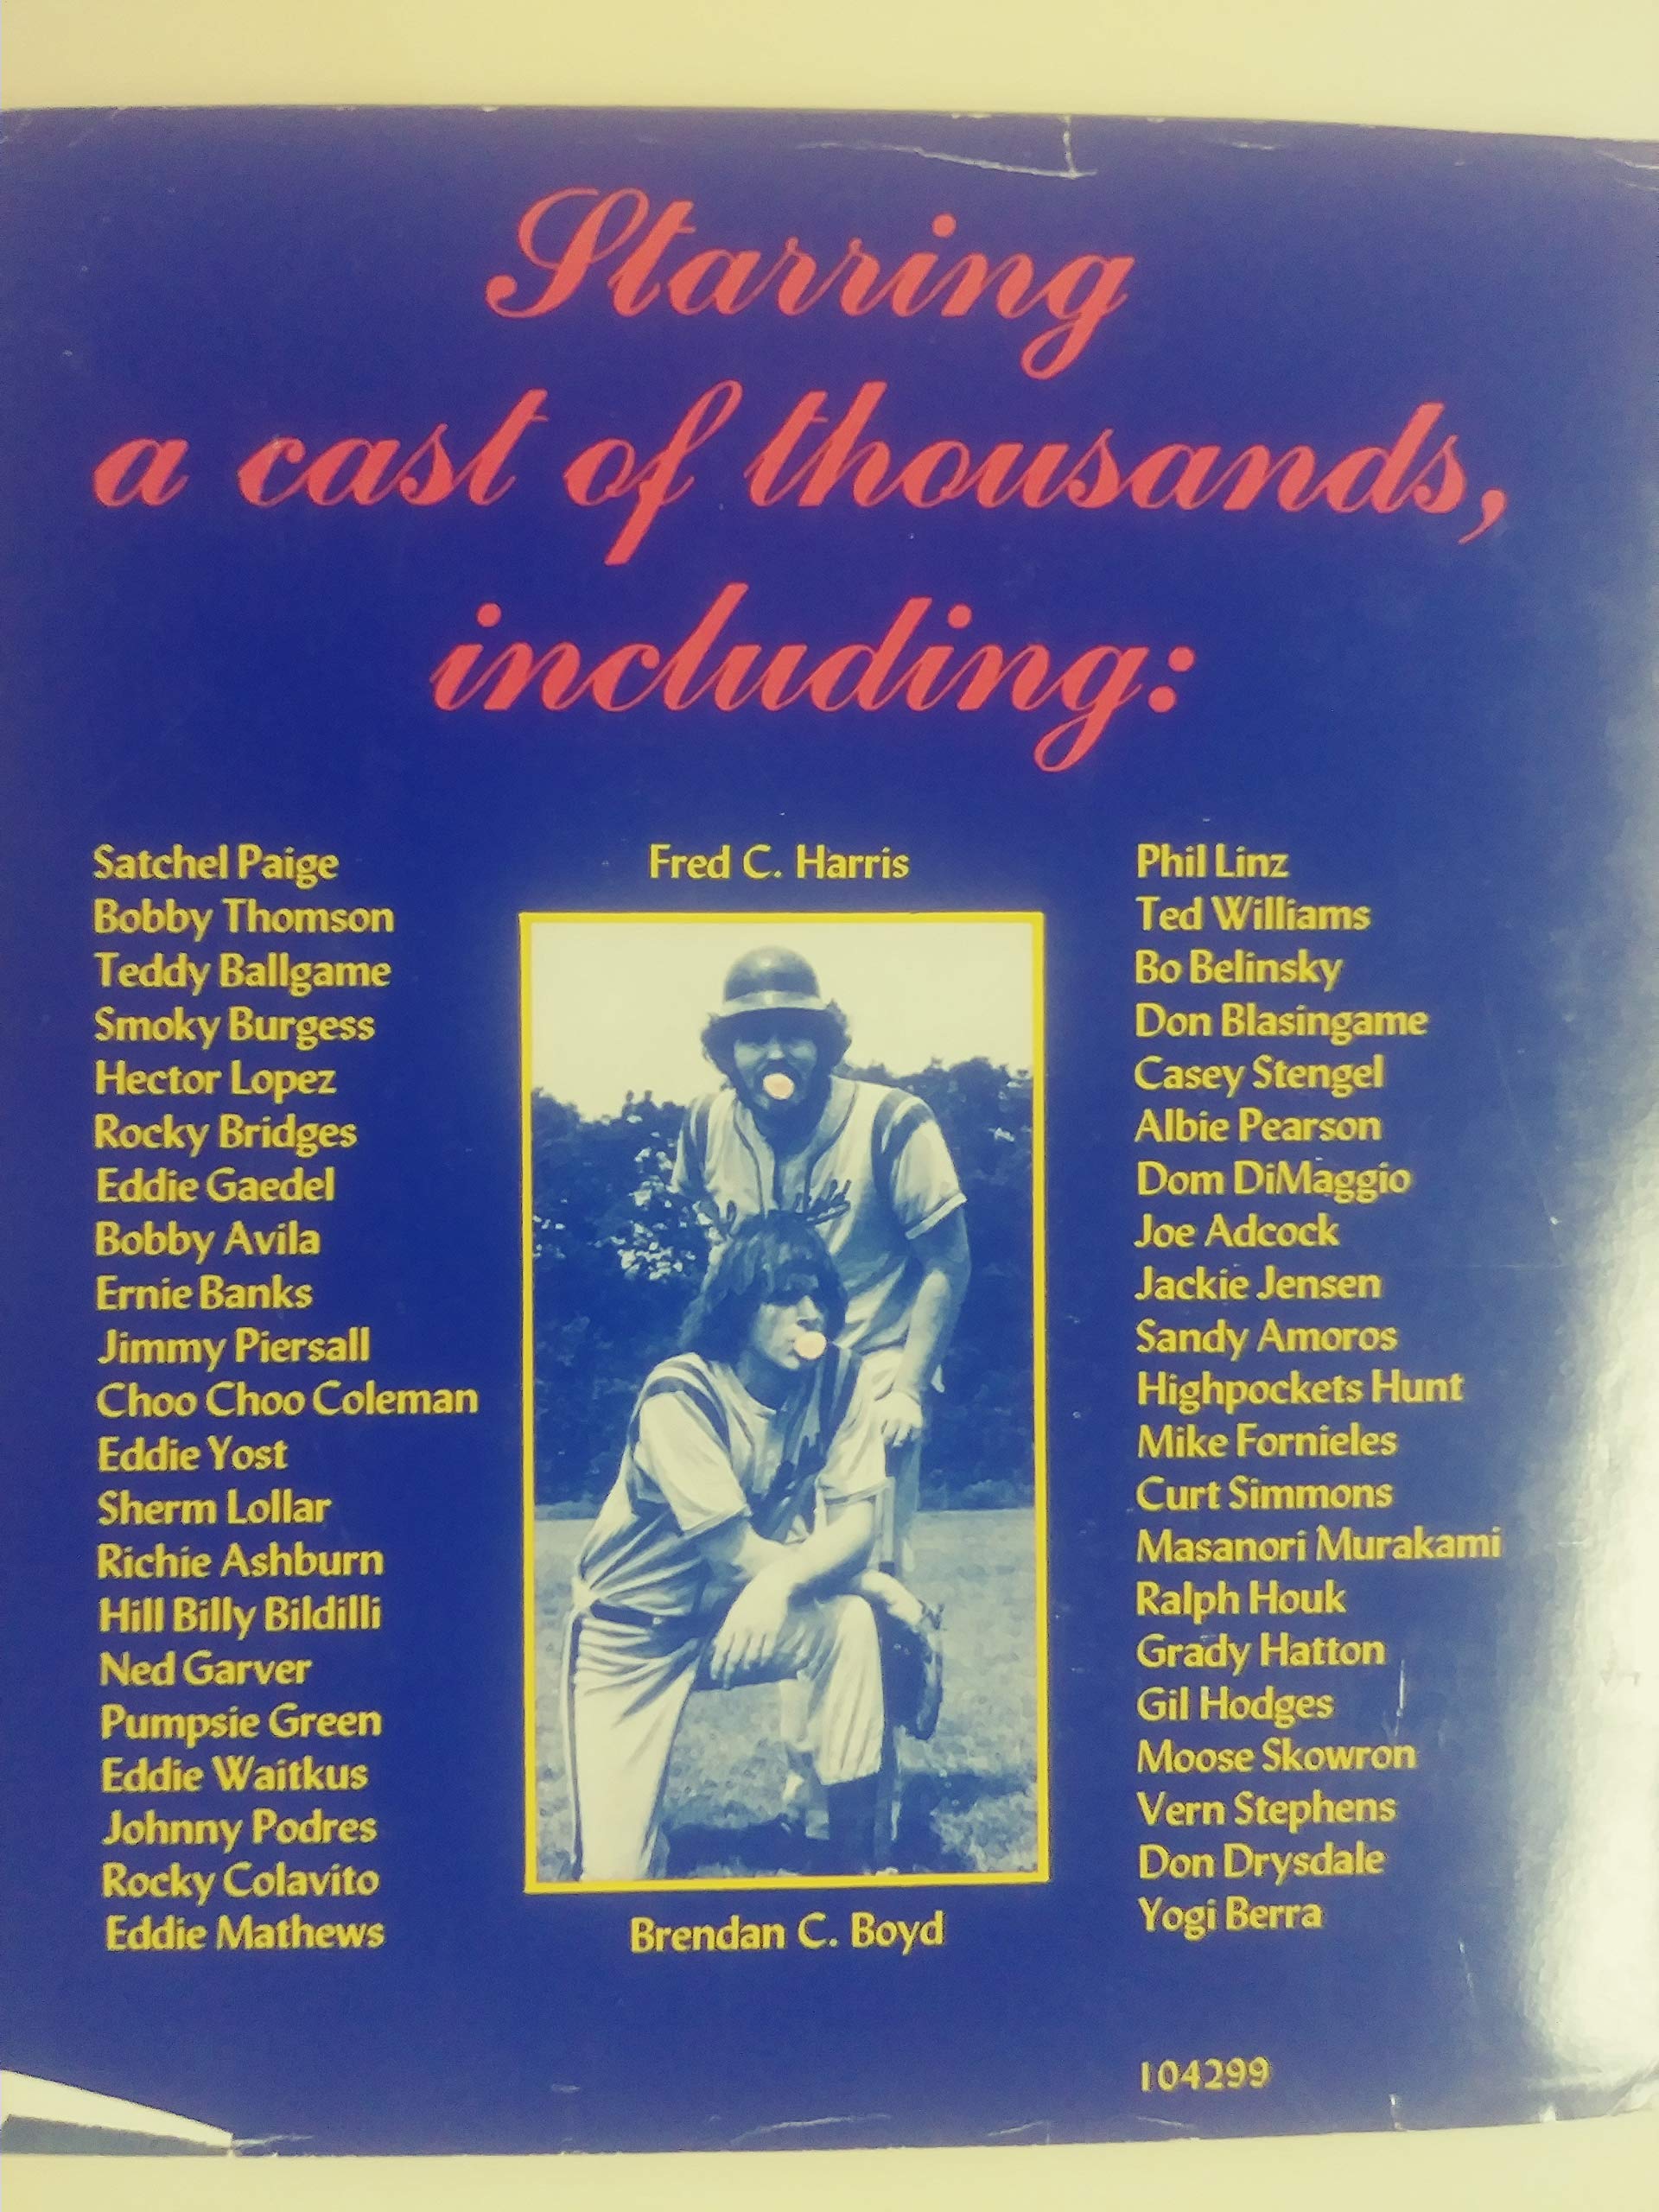 Starring
a cast of thousands,
including:
Satchel Paige
Bobby Thomson
Teddy Ballgame
Smoky Burgess
Hector Lopez
Rocky Bridges
Eddie Gaedel
Bobby Avila
Ernie Banks
Jimmy Piersall
Choo Choo Coleman
Eddie Yost
Sherm Lollar
Richie Ashburn
Hill Billy Bildilli
Ned Garver
Pumpsie Green
Eddie Waitkus
Johnny Podres
Rocky Colavito
Eddie Mathews
Fred C. Harris
Brendan C. Boyd
Phil Linz
Ted Williams
Bo Belinsky
Don Blasingame
Casey Stengel
Albie Pearson
Dom DiMaggio
Joe Adcock
Jackie Jensen
Sandy Amoros
Highpockets Hunt
Mike Fornieles
Curt Simmons
Masanori Murakami
Ralph Houk
Grady Hatton
Gil Hodges
Moose Skowron
Vern Stephens
Don Drysdale
Yogi Berra
104299